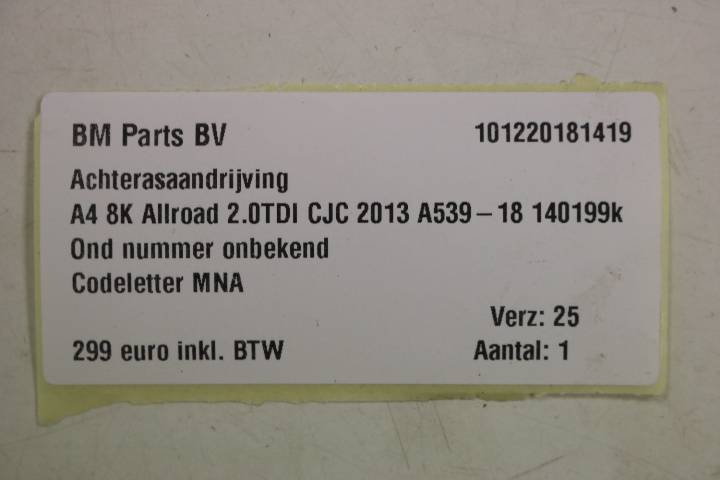 BM Parts BV 101220181419
Achterasaandrijving
A4 8K Allroad 2.0TDI CJC 2013 A539-18 140199k
Ond nummer onbekend
Codeletter MNA
Verz: 25
299 euro inkl. BTW Aantal: 1